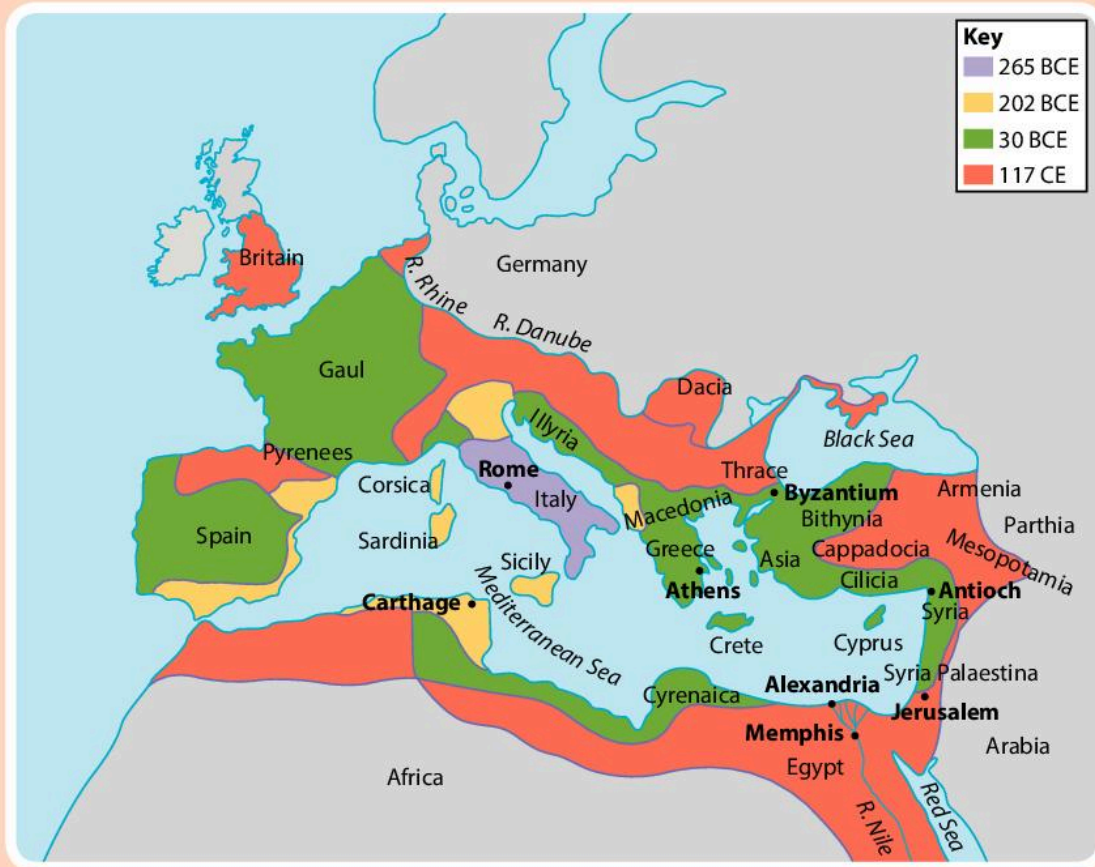 Key
265 BCE
202 BCE
30 BCE
117 CE
Britain
Germany
R. Rhine
R. Danube
Gaul
Dacia
Illyria
Black Sea
Pyrenees
Thrace
Rome
Corsica
Italy
Byzantium
Armenia
Macedonia
Bithynia
Parthia
Spain
Sardinia
Greece
Asia
Cappadocia
Mesopotamia
Sicily
Cilicia
Athens
Antioch
Carthage
Mediterranean Sea
Syria
Crete
Cyprus
Syria Palaestina
Cyrenaica
Alexandria
Jerusalem
Memphis
Arabia
Egypt
Africa
R. Nile
Red Sea